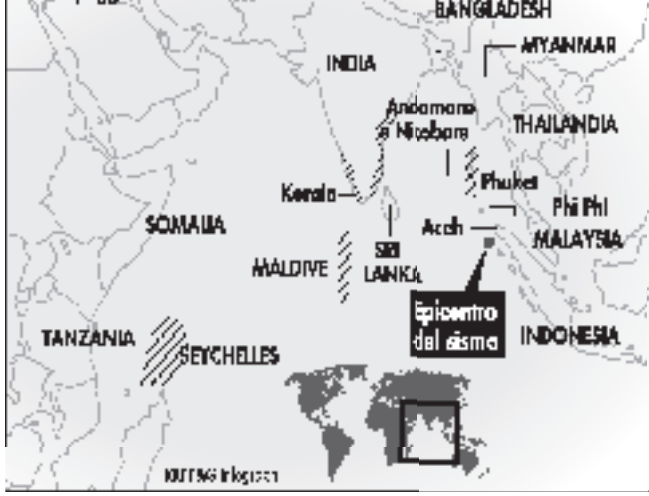 BANGLADESH
MYANMAR
INDIA
Andamane
e Nicobare
THAILANDIA
Kerala
Phuket
Phi Phi
SOMALIA
Aceh
MALAYSIA
SRI
LANKA
MALDIVE
Epicentro
del sisma
TANZANIA
INDONESIA
SEYCHELLES